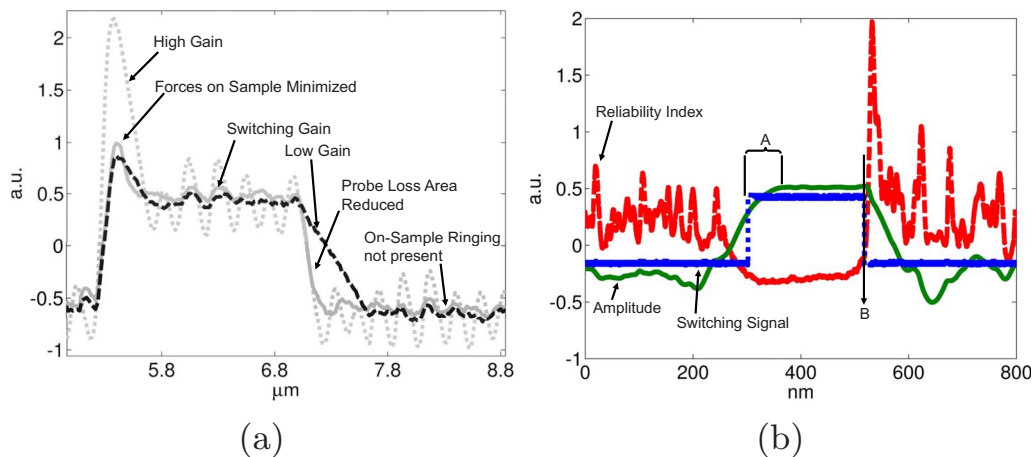 2
1.5
1
0.5
0
-0.5
-1
a.u.
High Gain
Forces on Sample Minimized
Switching Gain
Low Gain
Probe Loss Area
Reduced
On-Sample Ringing
not present
5.8
7.8
8.8
μm
(a)
2
1.5
1
0.5
0
-0.5
-1
a.u.
Reliability Index
A
Amplitude
Switching Signal
B
0
200
400
600
800
nm
(b)